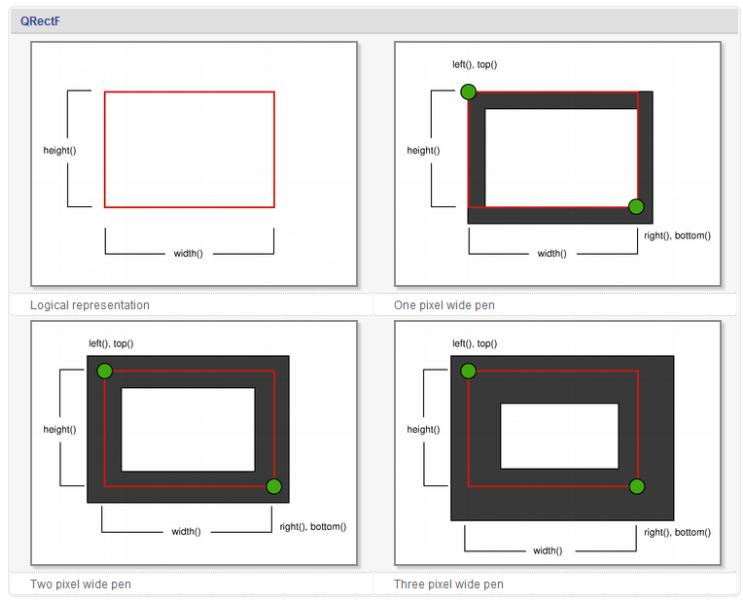 QRectF
height()
width()
Logical representation
left(), top()
height()
right(), bottom()
width()
One pixel wide pen
left(), top()
height()
right(), bottom()
width()
Two pixel wide pen
left(), top()
height()
right(), bottom()
width()
Three pixel wide pen